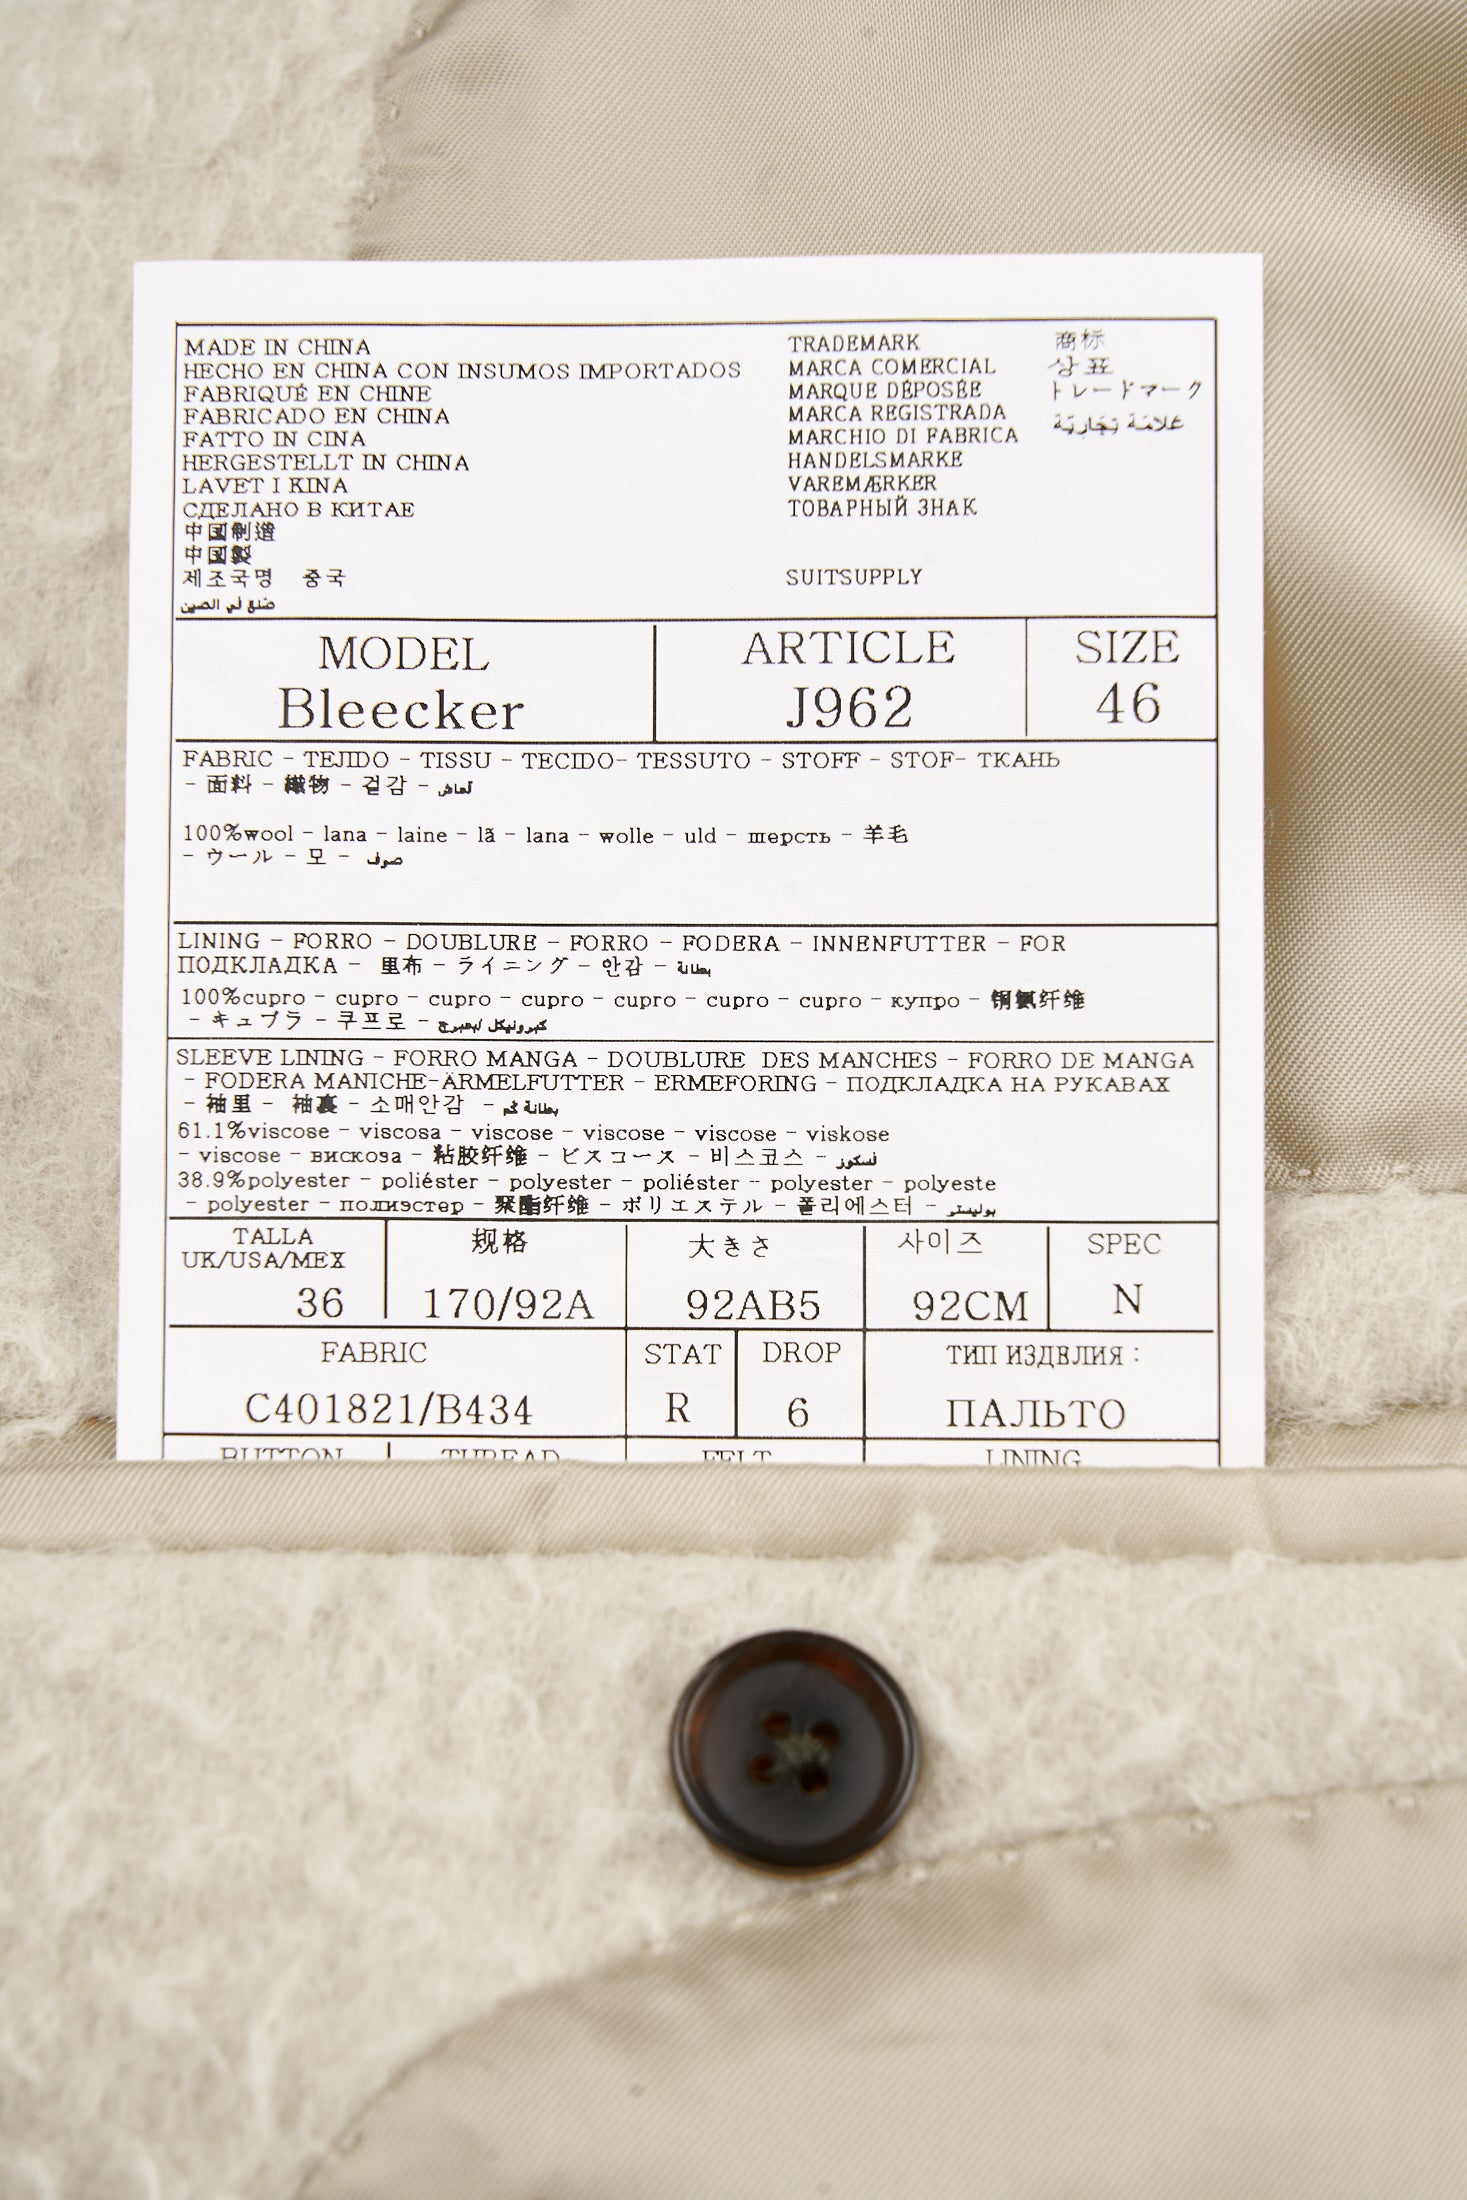 MADE IN CHINA
HECHO EN CHINA CON INSUMOS IMPORTADOS
FABRIQUÉ EN CHINE
FABRICADO EN CHINA
FATTO IN CINA
HERGESTELLT IN CHINA
LAVET I KINA
СДЕЛАНО В КИТАЕ
中国制造
中国製
제조국명 중국
صنع في الصين
TRADEMARK 商标
MARCA COMERCIAL 상표
MARQUE DÉPOSÉE トレードマーク
MARCA REGISTRADA عَلامَة تِجَارِيَّة
MARCHIO DI FABRICA
HANDELSMARKE
VAREMÆRKER
ТОВАРНЫЙ ЗНАК
SUITSUPPLY
MODEL ARTICLE SIZE
Bleecker J962 46
FABRIC - TEJIDO - TISSU - TECIDO- TESSUTO - STOFF - STOF- ТКАНЬ
- 面料 - 織物 - 겉감 -
100%wool - lana - laine - lã - lana - wolle - uld - шерсть - 羊毛
- ウール - 모 - صوف
LINING - FORRO - DOUBLURE - FORRO - FODERA - INNENFUTTER - FOR
ПОДКЛАДКА - 里布 - ライニング - 안감 - بطانة
100%cupro - cupro - cupro - cupro - cupro - cupro - cupro - купро - 铜氨纤维
- キュプラ - 쿠프로 -
SLEEVE LINING - FORRO MANGA - DOUBLURE DES MANCHES - FORRO DE MANGA
- FODERA MANICHE-ÄRMELFUTTER - ERMEFORING - ПОДКЛАДКА НА РУКАВАХ
- 袖里 - 袖裏 - 소매안감 - بطانة كم
61.1%viscose - viscosa - viscose - viscose - viscose - viskose
- viscose - вискоза - 粘胶纤维 - ビスコース - 비스코스 -
38.9%polyester - poliéster - polyester - poliéster - polyester - polyeste
- polyester - полиэстер - 聚酯纤维 - ポリエステル - 폴리에스터 - بوليستر
TALLA 规格 大きさ 사이즈 SPEC
UK/USA/MEX
36 170/92A 92AB5 92CM N
FABRIC STAT DROP ТИП ИЗДЕЛИЯ :
C401821/B434 R 6 ПАЛЬТО
BUTTON THREAD FELT LINING